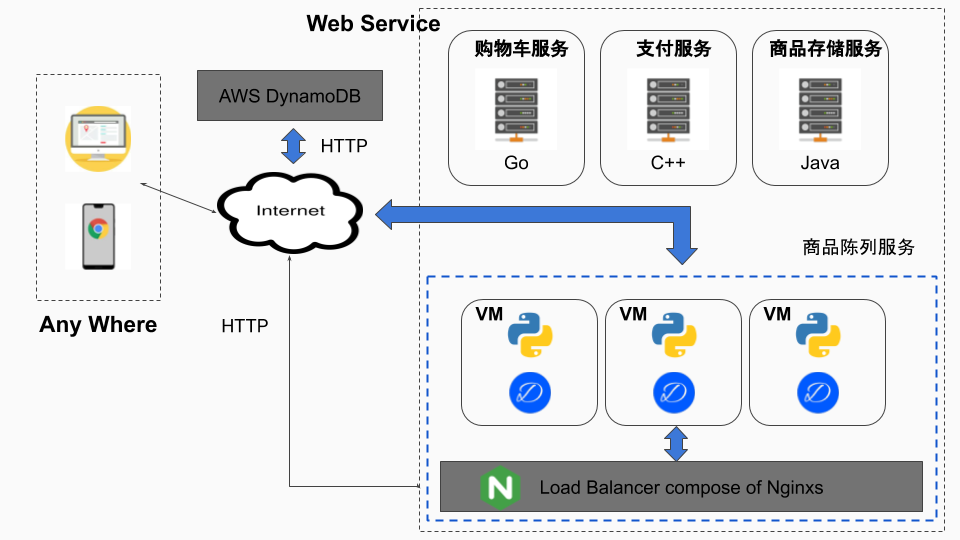 Web Service
购物车服务
支付服务
商品存储服务
AWS DynamoDB
HTTP
Go
C++
Java
Internet
商品陈列服务
Any Where
HTTP
VM
VM
VM
D
D
D
N
Load Balancer compose of Nginxs